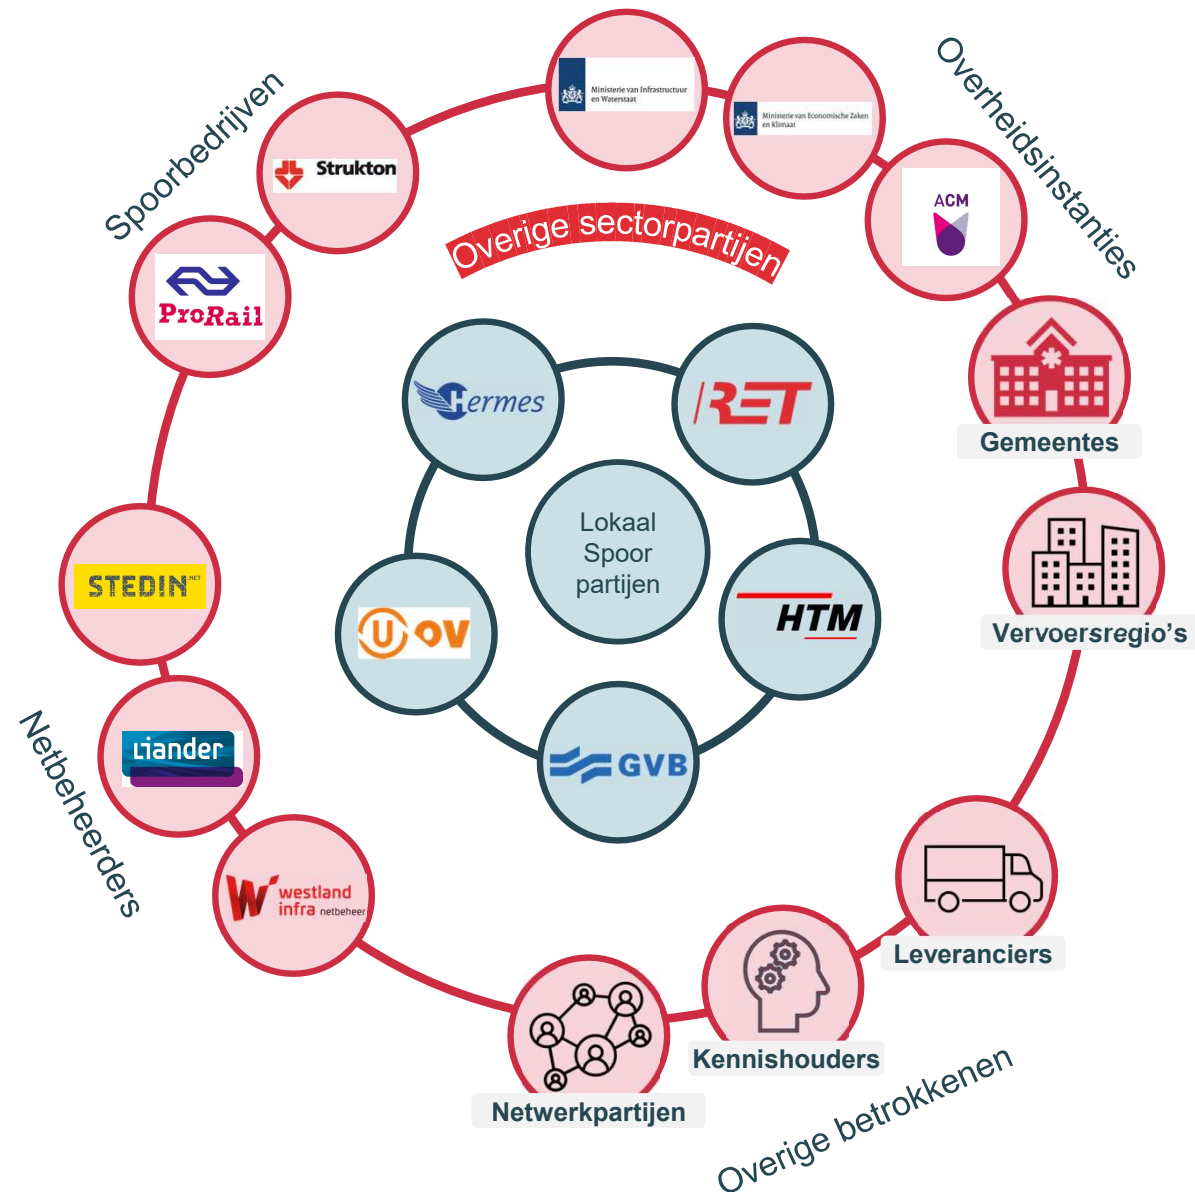 Spoorbedrijven
Strukton
ProRail
Ministerie van Infrastructuur
en Waterstaat
Ministerie van Economische Zaken
en Klimaat
Overheidsinstanties
ACM
Gemeentes
Vervoersregio’s
Overige sectorpartijen
Hermes
RET
Lokaal
Spoor
partijen
U OV
HTM
GVB
STEDIN.NET
Liander
westland
infra netbeheer
Netbeheerders
Leveranciers
Kennishouders
Netwerkpartijen
Overige betrokkenen